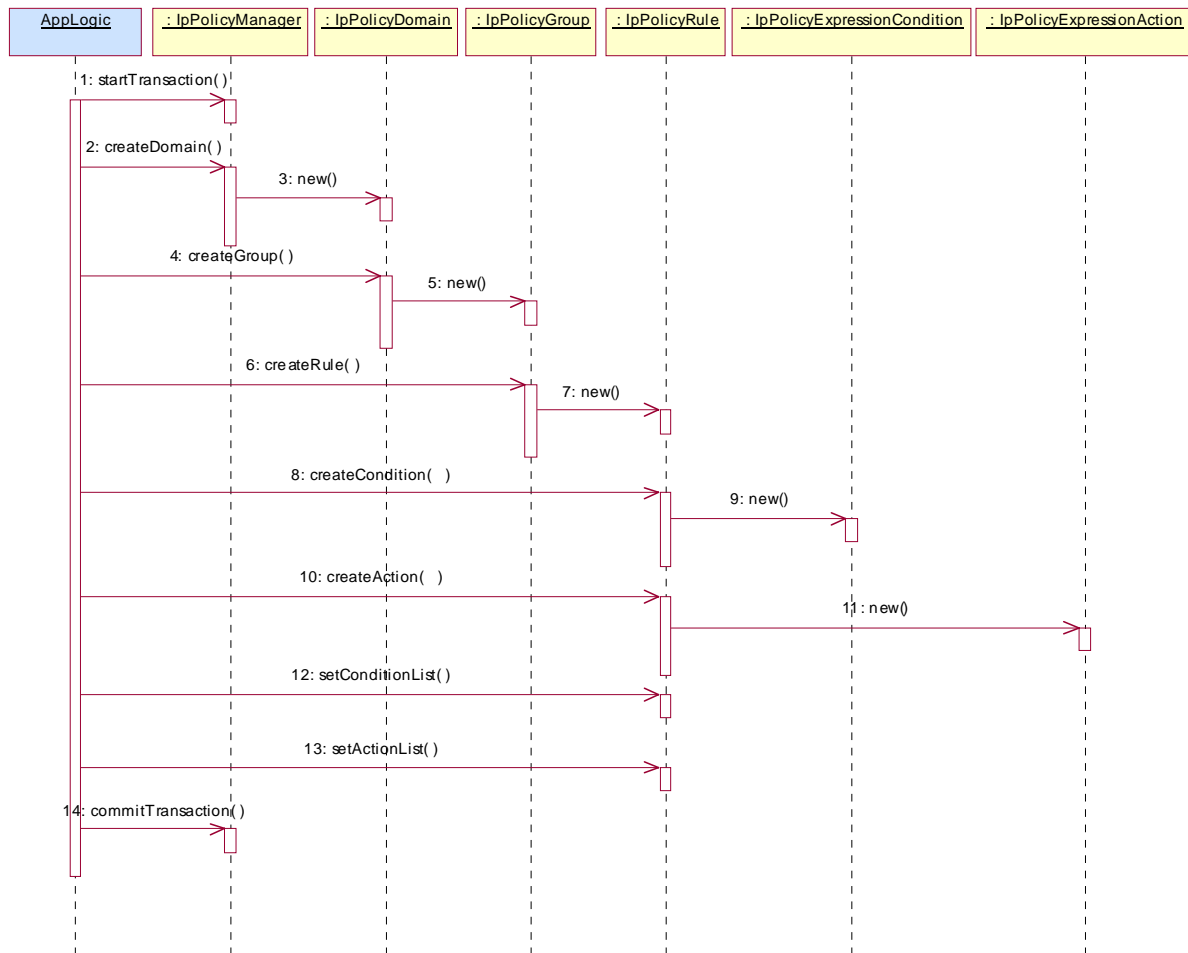 AppLogic
: IpPolicyManager
: IpPolicyDomain
: IpPolicyGroup
: IpPolicyRule
: IpPolicyExpressionCondition
: IpPolicyExpressionAction
1: startTransaction()
2: createDomain( )
3: new()
4: createGroup( )
5: new()
6: createRule( )
7: new()
8: createCondition(  )
9: new()
10: createAction(  )
11: new()
12: setConditionList( )
13: setActionList( )
14: commitTransaction( )